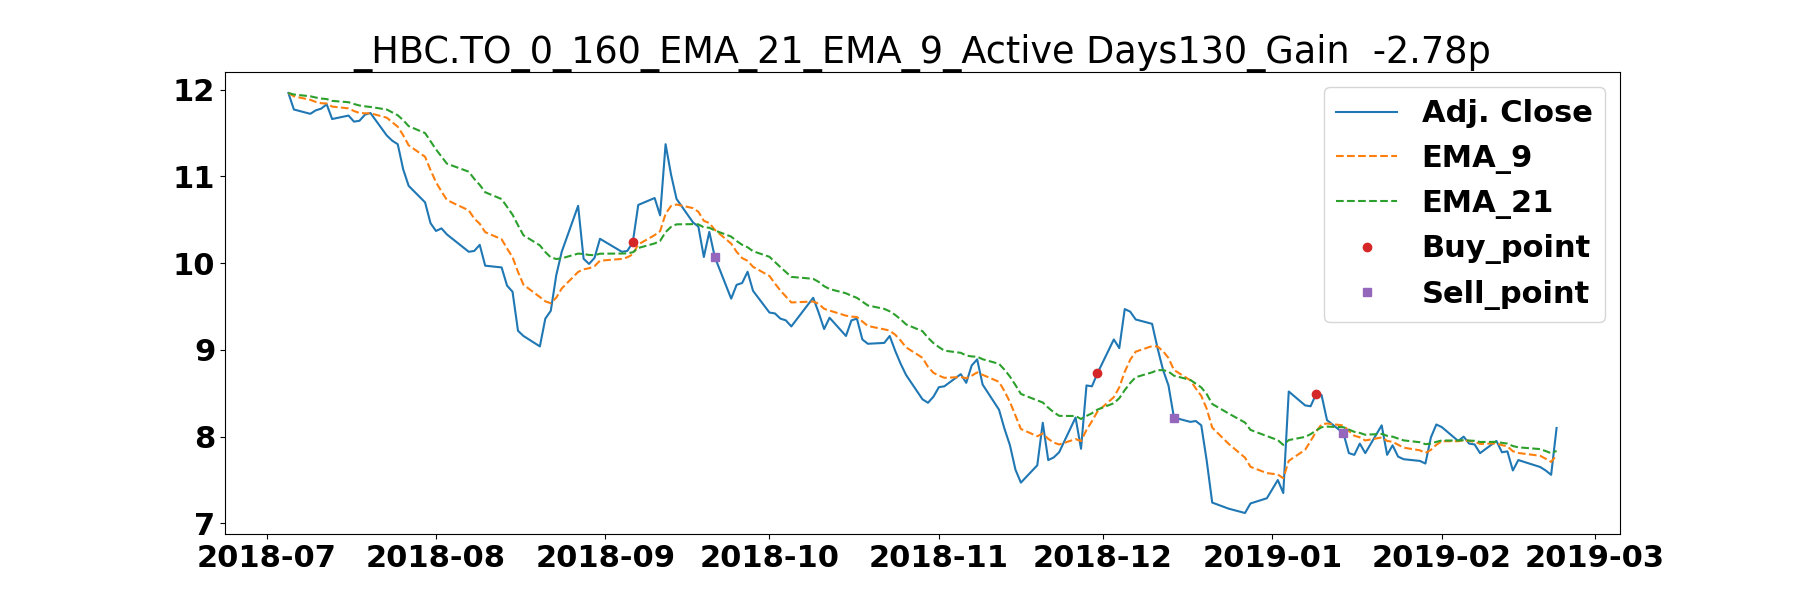 _HBC.TO_0_160_EMA_21_EMA_9_Active Days130_Gain  -2.78p
12
11
10
9
8
7
Adj. Close
EMA_9
EMA_21
Buy_point
Sell_point
2018-07 2018-08 2018-09 2018-10 2018-11 2018-12 2019-01 2019-02 2019-03